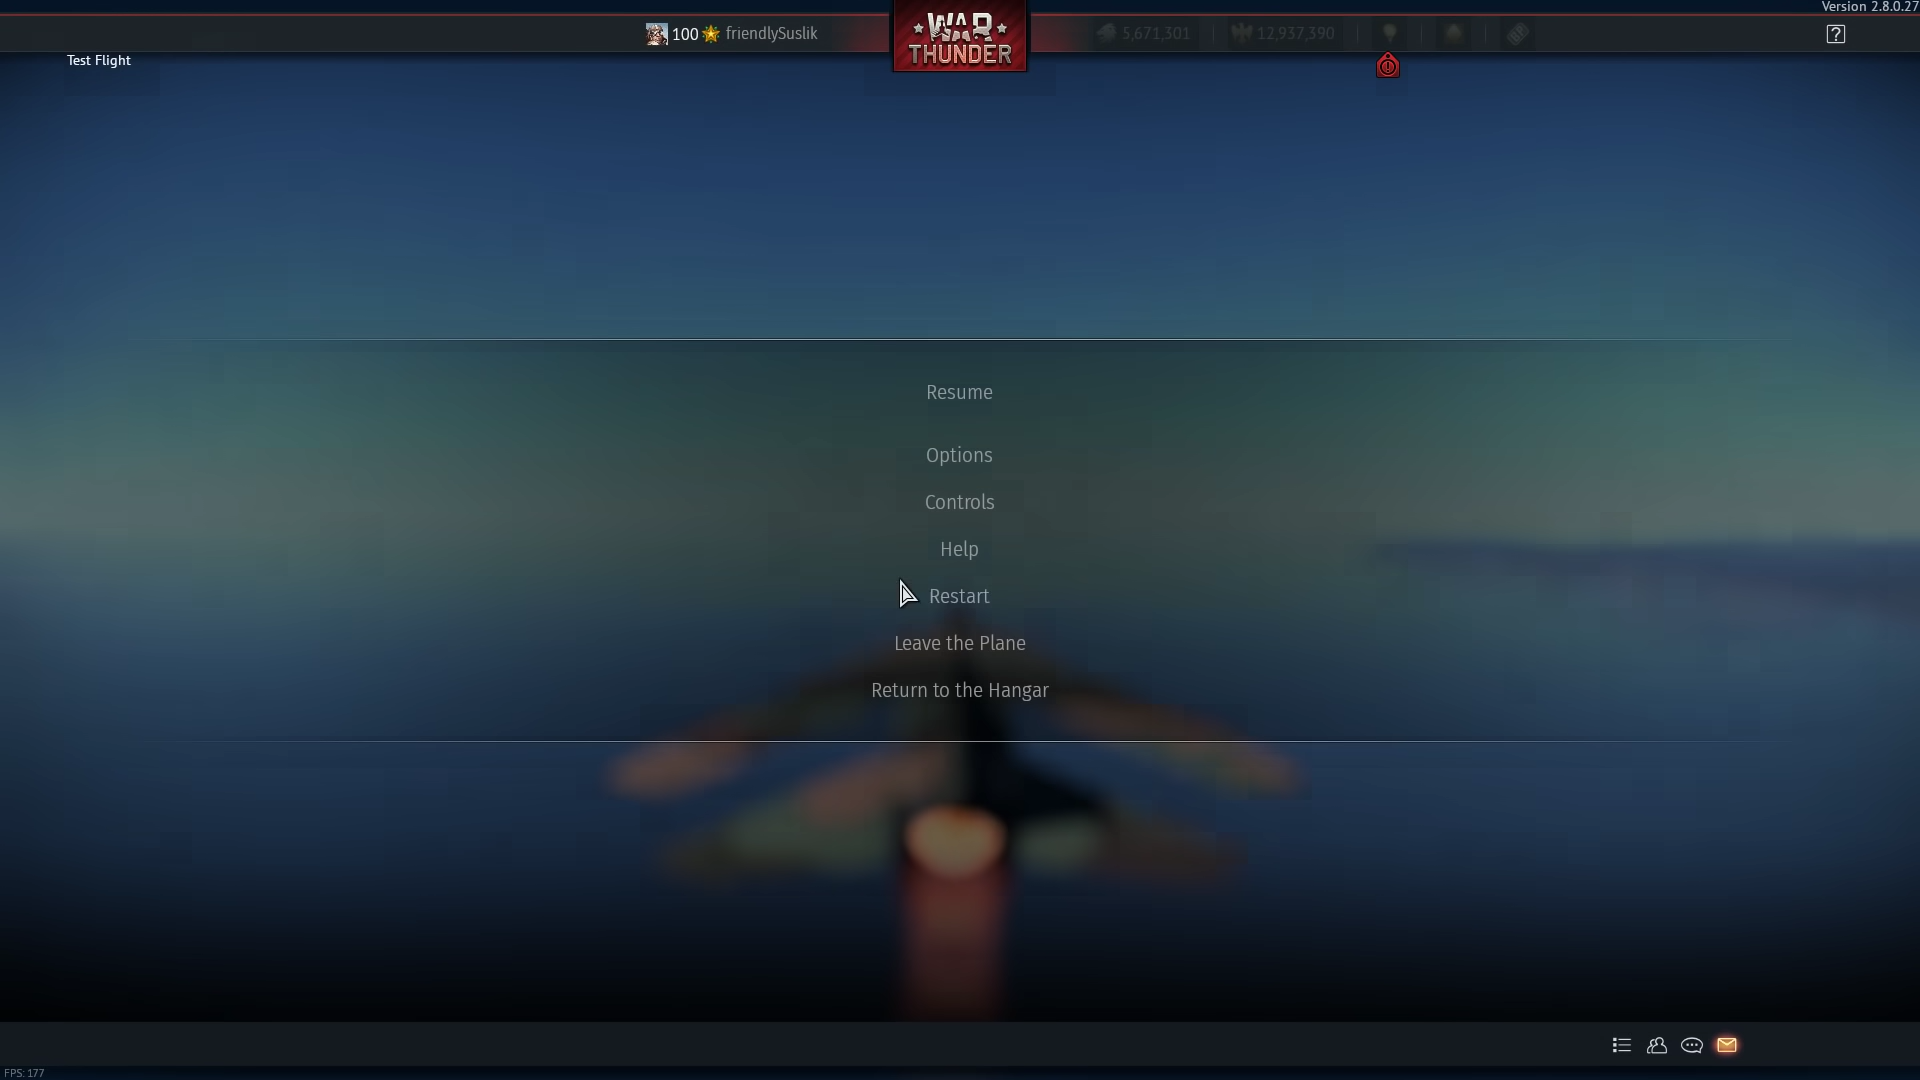 Version 2.8.0.27
100 friendlySuslik
WAR
THUNDER
5,671,301
12,937,390
?
Test Flight
Resume
Options
Controls
Help
Restart
Leave the Plane
Return to the Hangar
FPS: 177